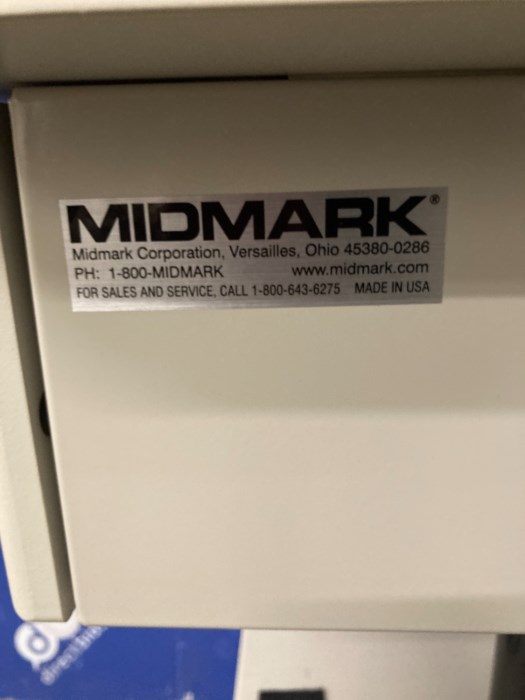 MIDMARK®
Midmark Corporation, Versailles, Ohio 45380-0286
PH: 1-800-MIDMARK www.midmark.com
FOR SALES AND SERVICE, CALL 1-800-643-6275 MADE IN USA